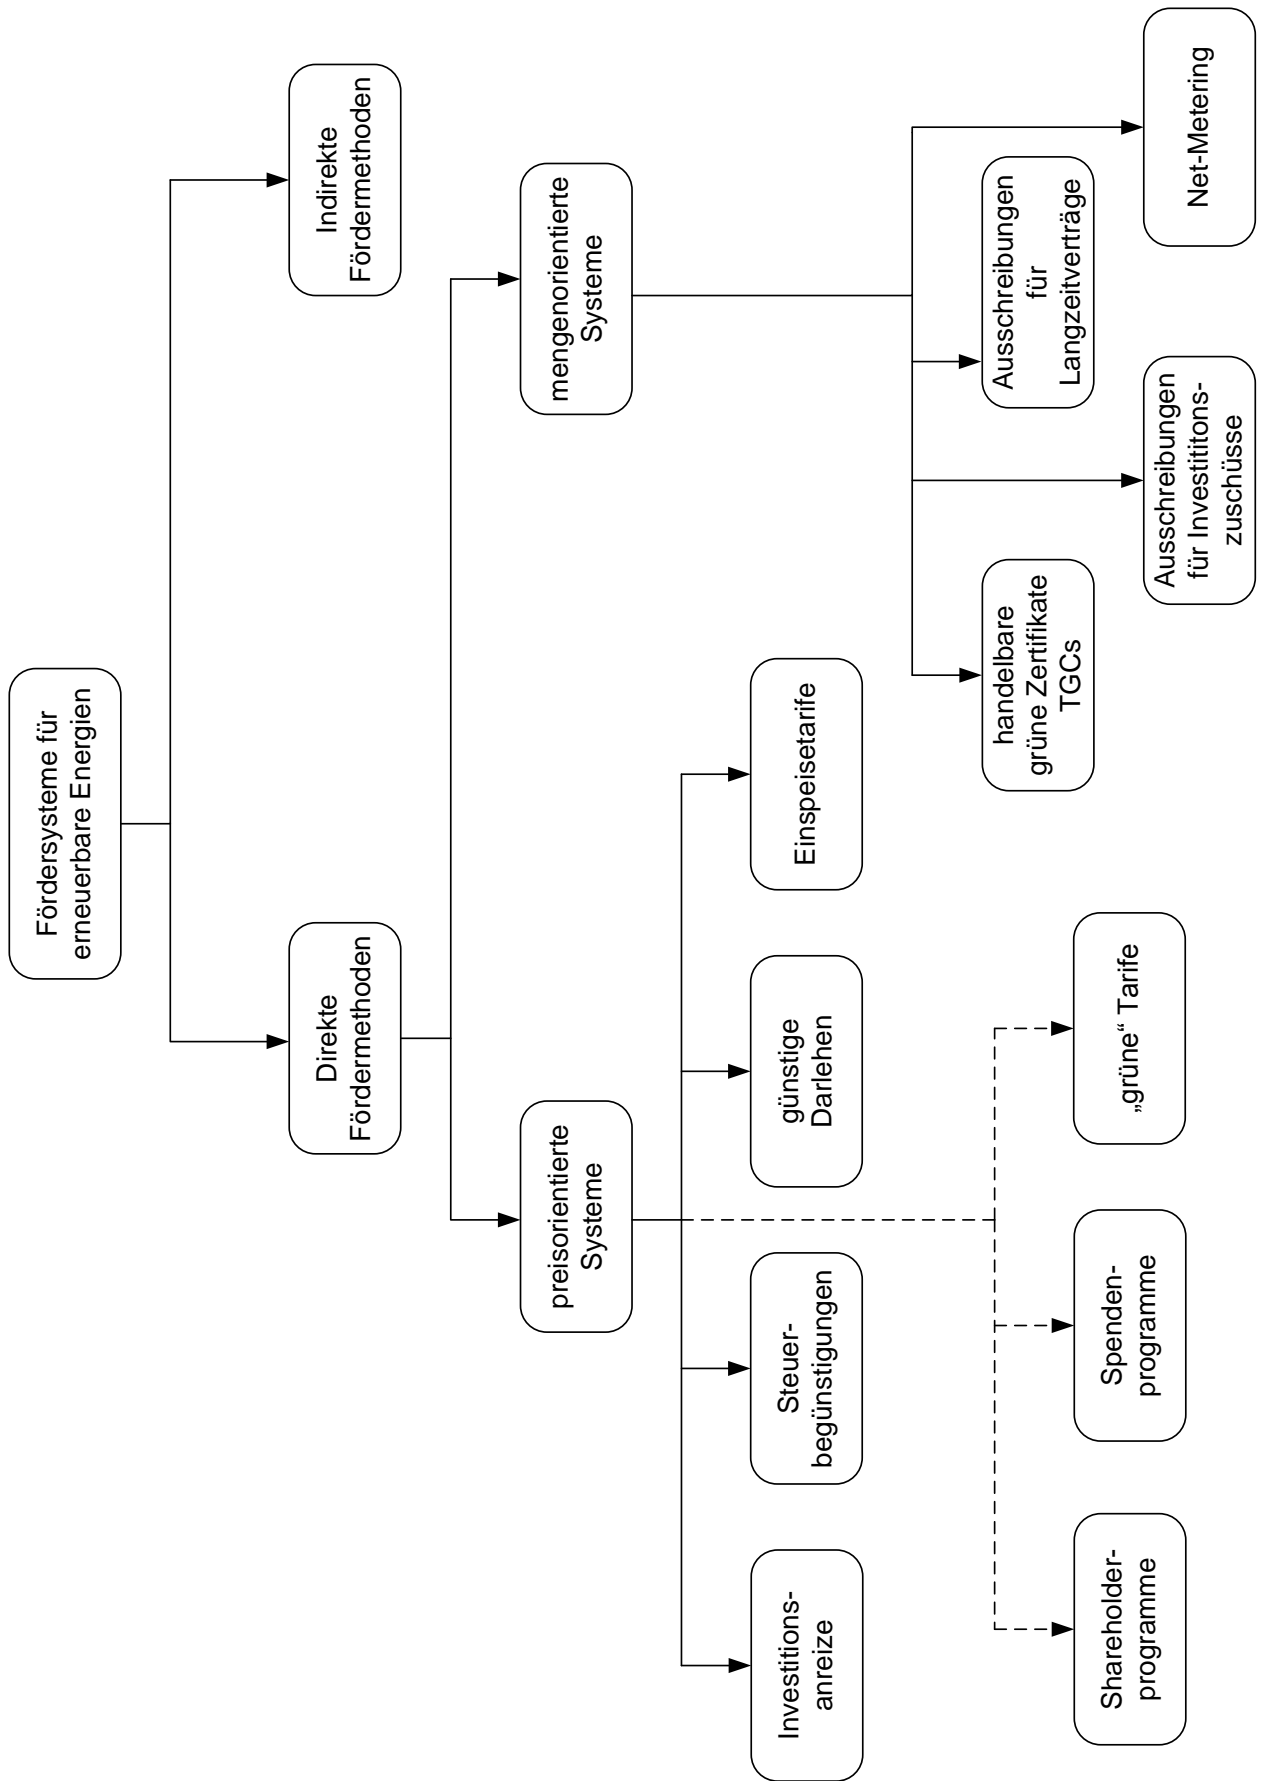 Fördersysteme für
erneuerbare Energien
Direkte
Fördermethoden
Indirekte
Fördermethoden
preisorientierte
Systeme
mengenorientierte
Systeme
Investitions-
anreize
Steuer-
begünstigungen
günstige
Darlehen
Einspeisetarife
handelbare
grüne Zertifikate
TGCs
Ausschreibungen
für
Langzeitverträge
Shareholder-
programme
Spenden-
programme
„grüne“ Tarife
Ausschreibungen
für Investititons-
zuschüsse
Net-Metering